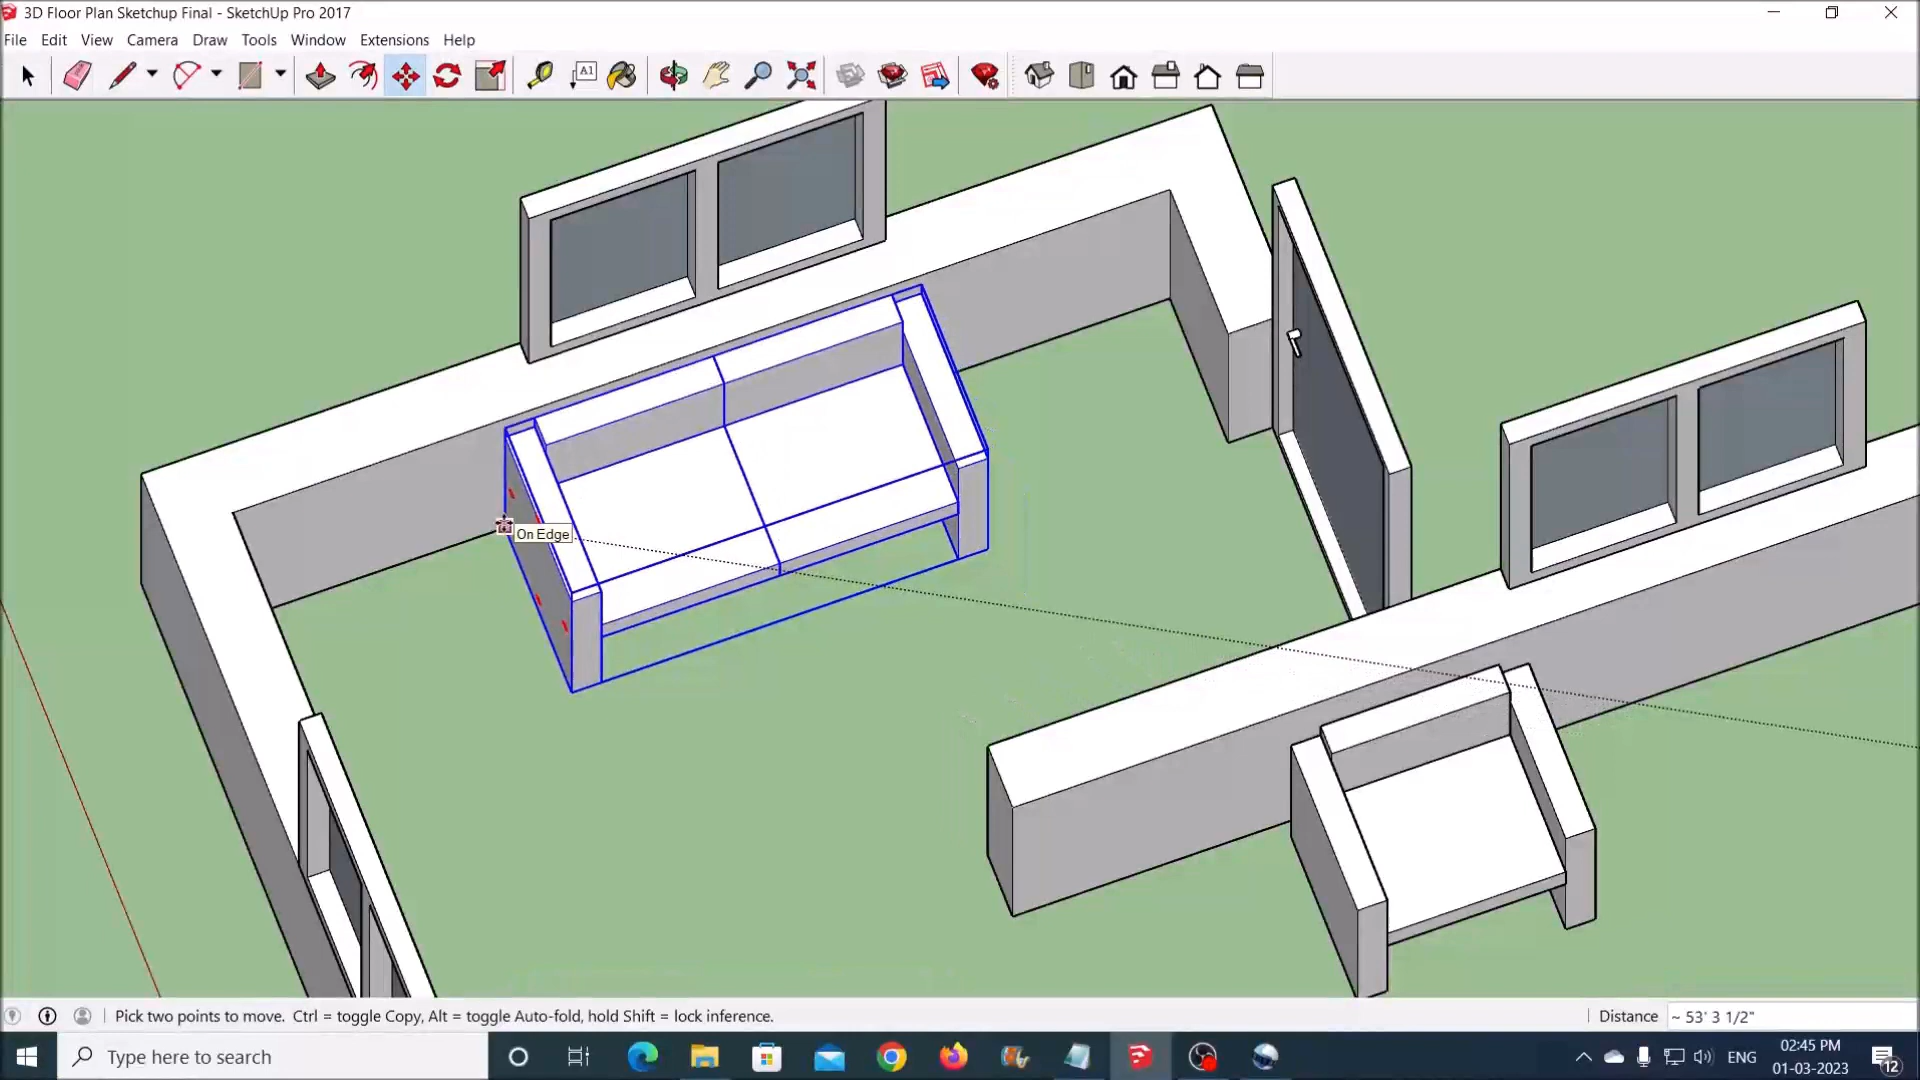 3D Floor Plan Sketchup Final - SketchUp Pro 2017
File Edit View Camera Draw Tools Window Extensions Help
A1
On Edge
Pick two points to move. Ctrl = toggle Copy, Alt = toggle Auto-fold, hold Shift = lock inference.
Distance ~ 53' 3 1/2"
Type here to search
ENG
02:45 PM
01-03-2023
12